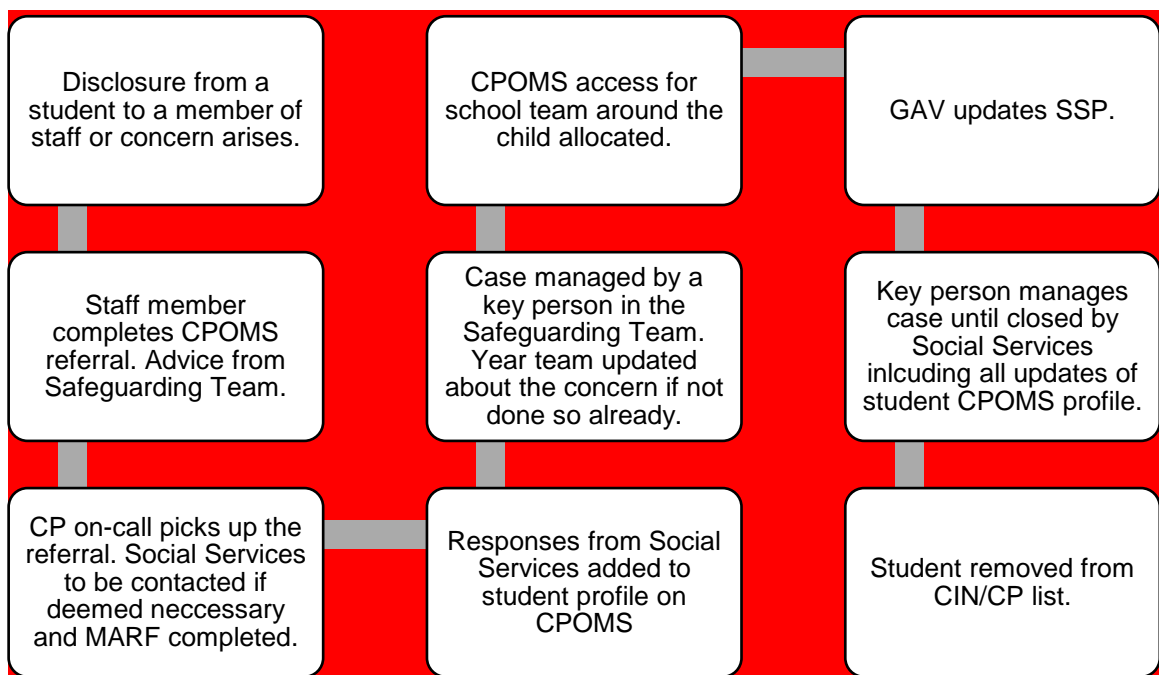 Disclosure from a
student to a member of
staff or concern arises.
Staff member
completes CPOMS
referral. Advice from
Safeguarding Team.
CP on-call picks up the
referral. Social Services
to be contacted if
deemed neccessary
and MARF completed.
Responses from Social
Services added to
student profile on
CPOMS
Case managed by a
key person in the
Safeguarding Team.
Year team updated
about the concern if not
done so already.
CPOMS access for
school team around the
child allocated.
GAV updates SSP.
Key person manages
case until closed by
Social Services
inlcuding all updates of
student CPOMS profile.
Student removed from
CIN/CP list.